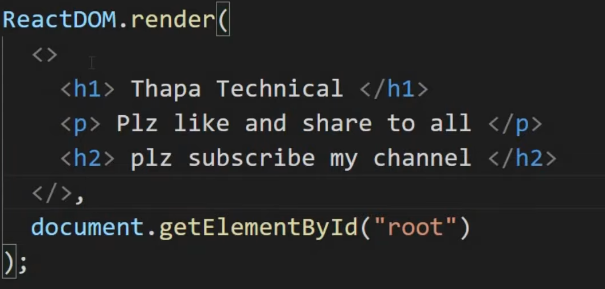 ReactDOM.render(
<>
<h1> Thapa Technical </h1>
<p> Plz like and share to all </p>
<h2> plz subscribe my channel </h2>
</>,
document.getElementById("root")
);